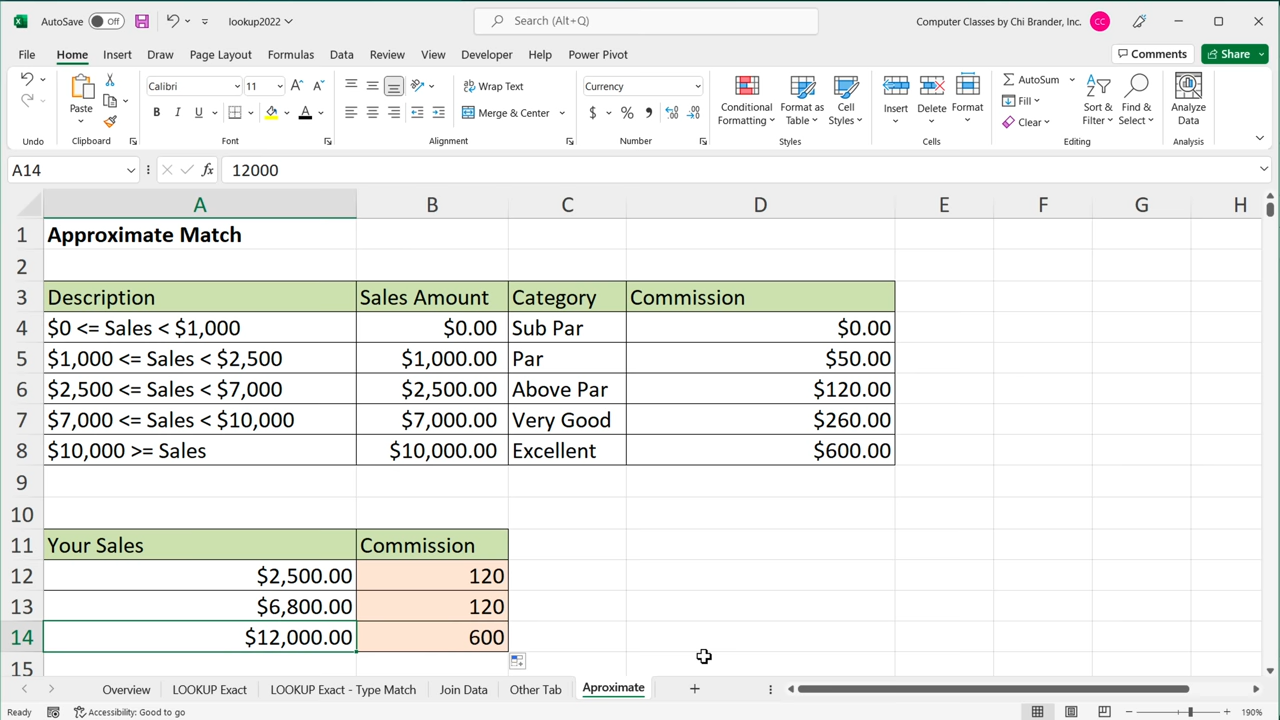 AutoSave Off lookup2022 Search (Alt+Q) Computer Classes by Chi Brander, Inc. CC
File Home Insert Draw Page Layout Formulas Data Review View Developer Help Power Pivot Comments Share
Paste Calibri 11 A A Wrap Text Currency Conditional Formatting Format as Table Cell Styles Insert Delete Format AutoSum Fill Clear Sort & Filter Find & Select Analyze Data
B I U A Merge & Center $ % 9
Undo Clipboard Font Alignment Number Styles Cells Editing Analysis
A14 fx 12000
A B C D E F G H
1 Approximate Match
2
3 Description Sales Amount Category Commission
4 $0 <= Sales < $1,000 $0.00 Sub Par $0.00
5 $1,000 <= Sales < $2,500 $1,000.00 Par $50.00
6 $2,500 <= Sales < $7,000 $2,500.00 Above Par $120.00
7 $7,000 <= Sales < $10,000 $7,000.00 Very Good $260.00
8 $10,000 >= Sales $10,000.00 Excellent $600.00
9
10
11 Your Sales Commission
12 $2,500.00 120
13 $6,800.00 120
14 $12,000.00 600
15
Overview LOOKUP Exact LOOKUP Exact - Type Match Join Data Other Tab Aproximate
Ready Accessibility: Good to go 190%